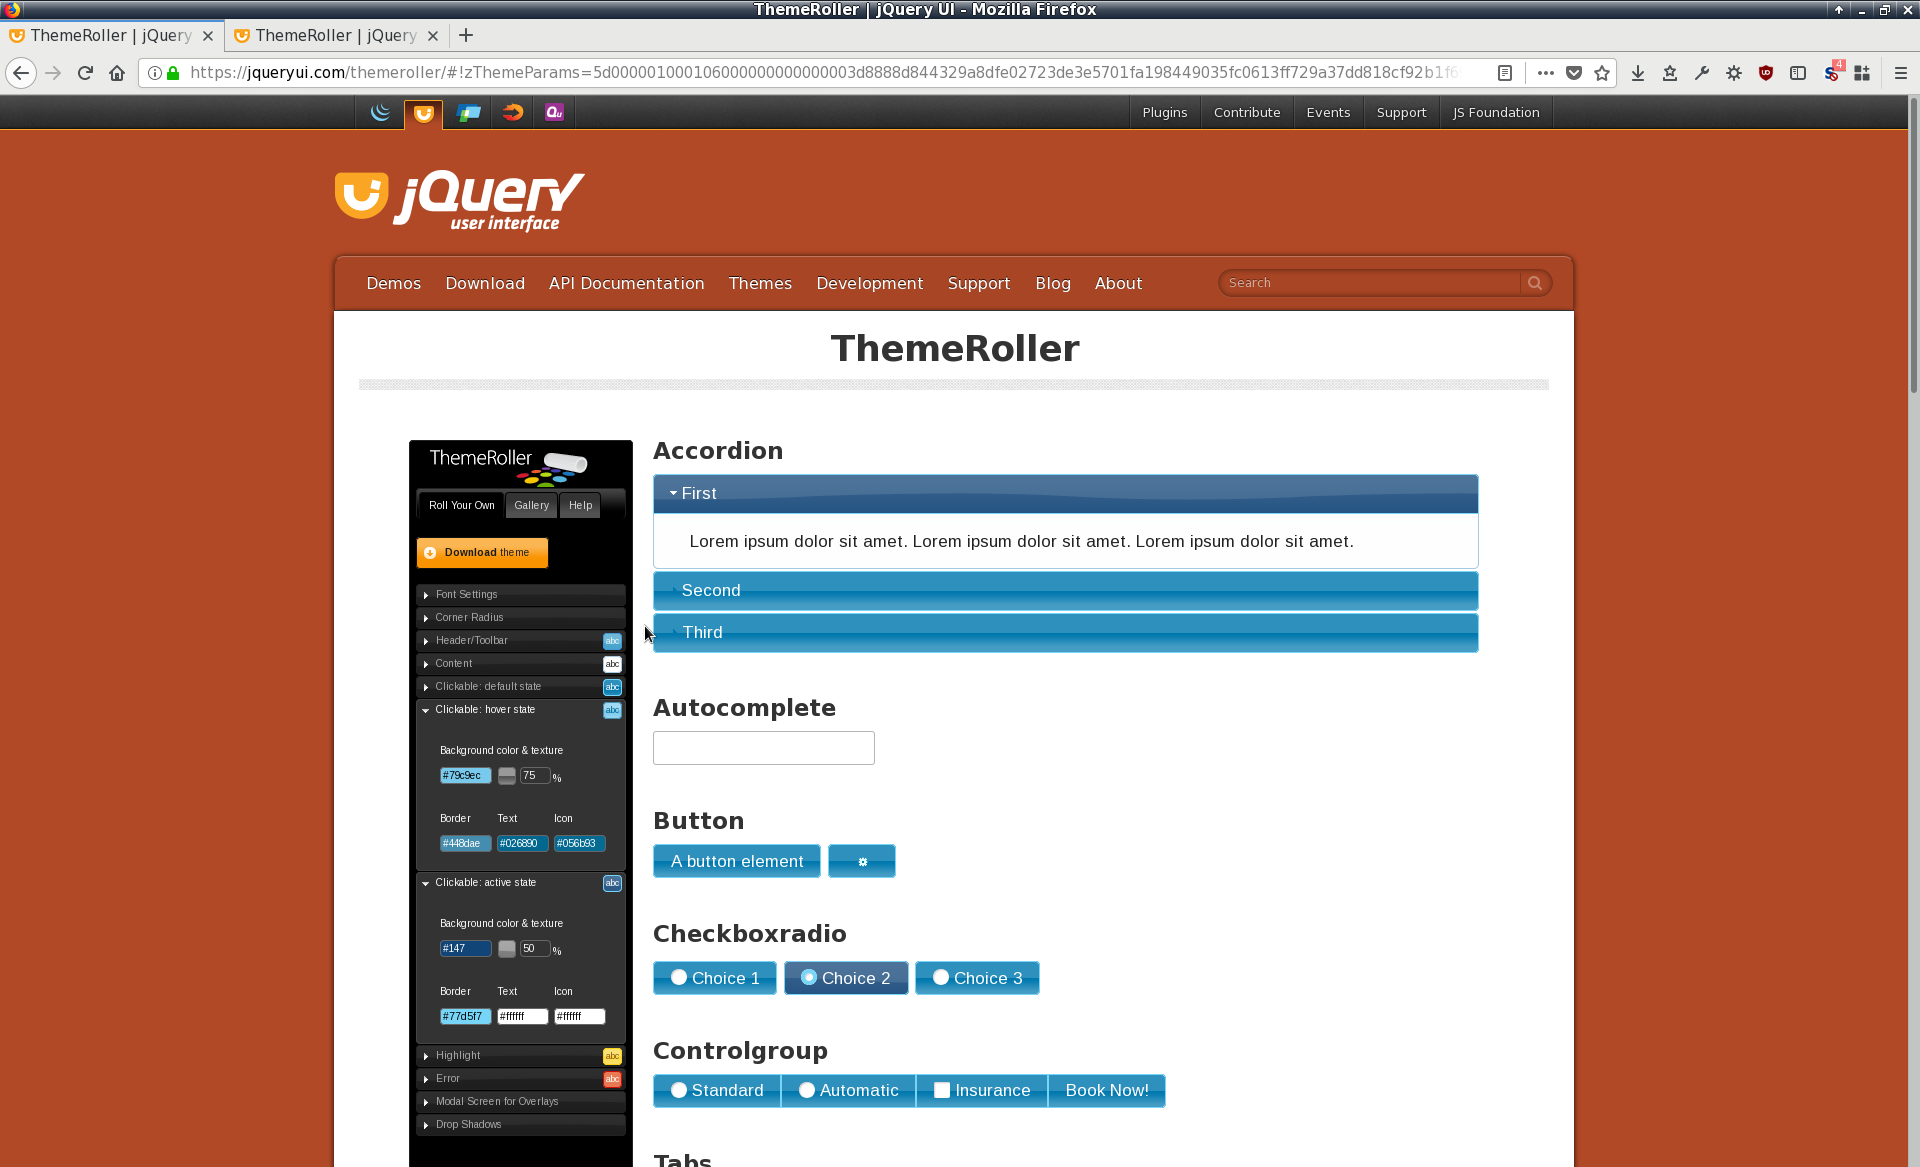 ThemeRoller | jQuery UI - Mozilla Firefox
ThemeRoller | jQuery
ThemeRoller | jQuery
https://jqueryui.com/themeroller/#!zThemeParams=5d00000100010600000000000000003d8888d844329a8dfe02723de3e5701fa198449035fc0613ff729a37dd818cf92b1f6
4
Qu
Plugins
Contribute
Events
Support
JS Foundation
jQuery
user interface
Demos
Download
API Documentation
Themes
Development
Support
Blog
About
Search
ThemeRoller
ThemeRoller
Roll Your Own
Gallery
Help
Download theme
Font Settings
Corner Radius
Header/Toolbar abc
Content abc
Clickable: default state abc
Clickable: hover state abc
Background color & texture
#79c9ec 75 %
Border Text Icon
#448dae #026890 #056b93
Clickable: active state abc
Background color & texture
#147 50 %
Border Text Icon
#77d5f7 #ffffff #ffffff
Highlight abc
Error abc
Modal Screen for Overlays
Drop Shadows
Accordion
First
Lorem ipsum dolor sit amet. Lorem ipsum dolor sit amet. Lorem ipsum dolor sit amet.
Second
Third
Autocomplete
Button
A button element
Checkboxradio
Choice 1
Choice 2
Choice 3
Controlgroup
Standard
Automatic
Insurance
Book Now!
Tabs